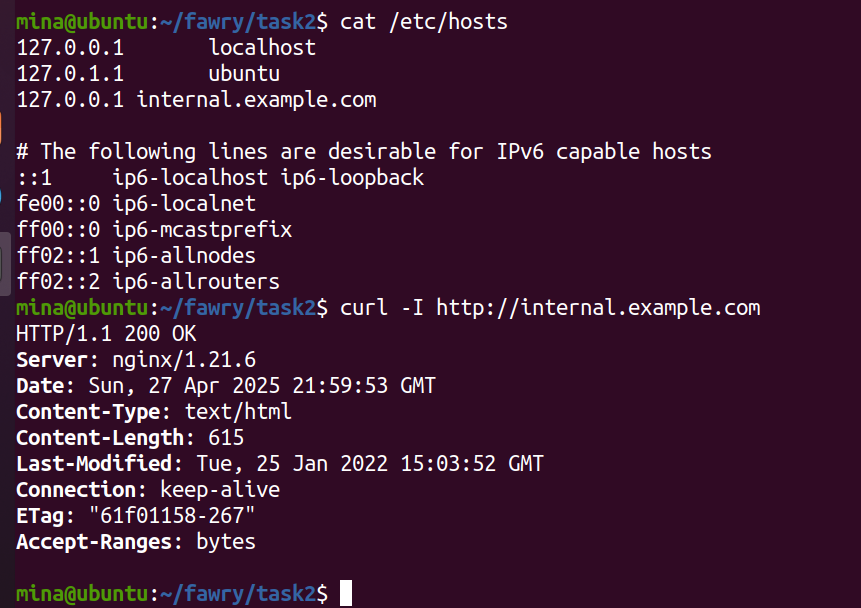 mina@ubuntu:~/fawry/task2$ cat /etc/hosts
127.0.0.1       localhost
127.0.1.1       ubuntu
127.0.0.1 internal.example.com
# The following lines are desirable for IPv6 capable hosts
::1     ip6-localhost ip6-loopback
fe00::0 ip6-localnet
ff00::0 ip6-mcastprefix
ff02::1 ip6-allnodes
ff02::2 ip6-allrouters
mina@ubuntu:~/fawry/task2$ curl -I http://internal.example.com
HTTP/1.1 200 OK
Server: nginx/1.21.6
Date: Sun, 27 Apr 2025 21:59:53 GMT
Content-Type: text/html
Content-Length: 615
Last-Modified: Tue, 25 Jan 2022 15:03:52 GMT
Connection: keep-alive
ETag: "61f01158-267"
Accept-Ranges: bytes
mina@ubuntu:~/fawry/task2$